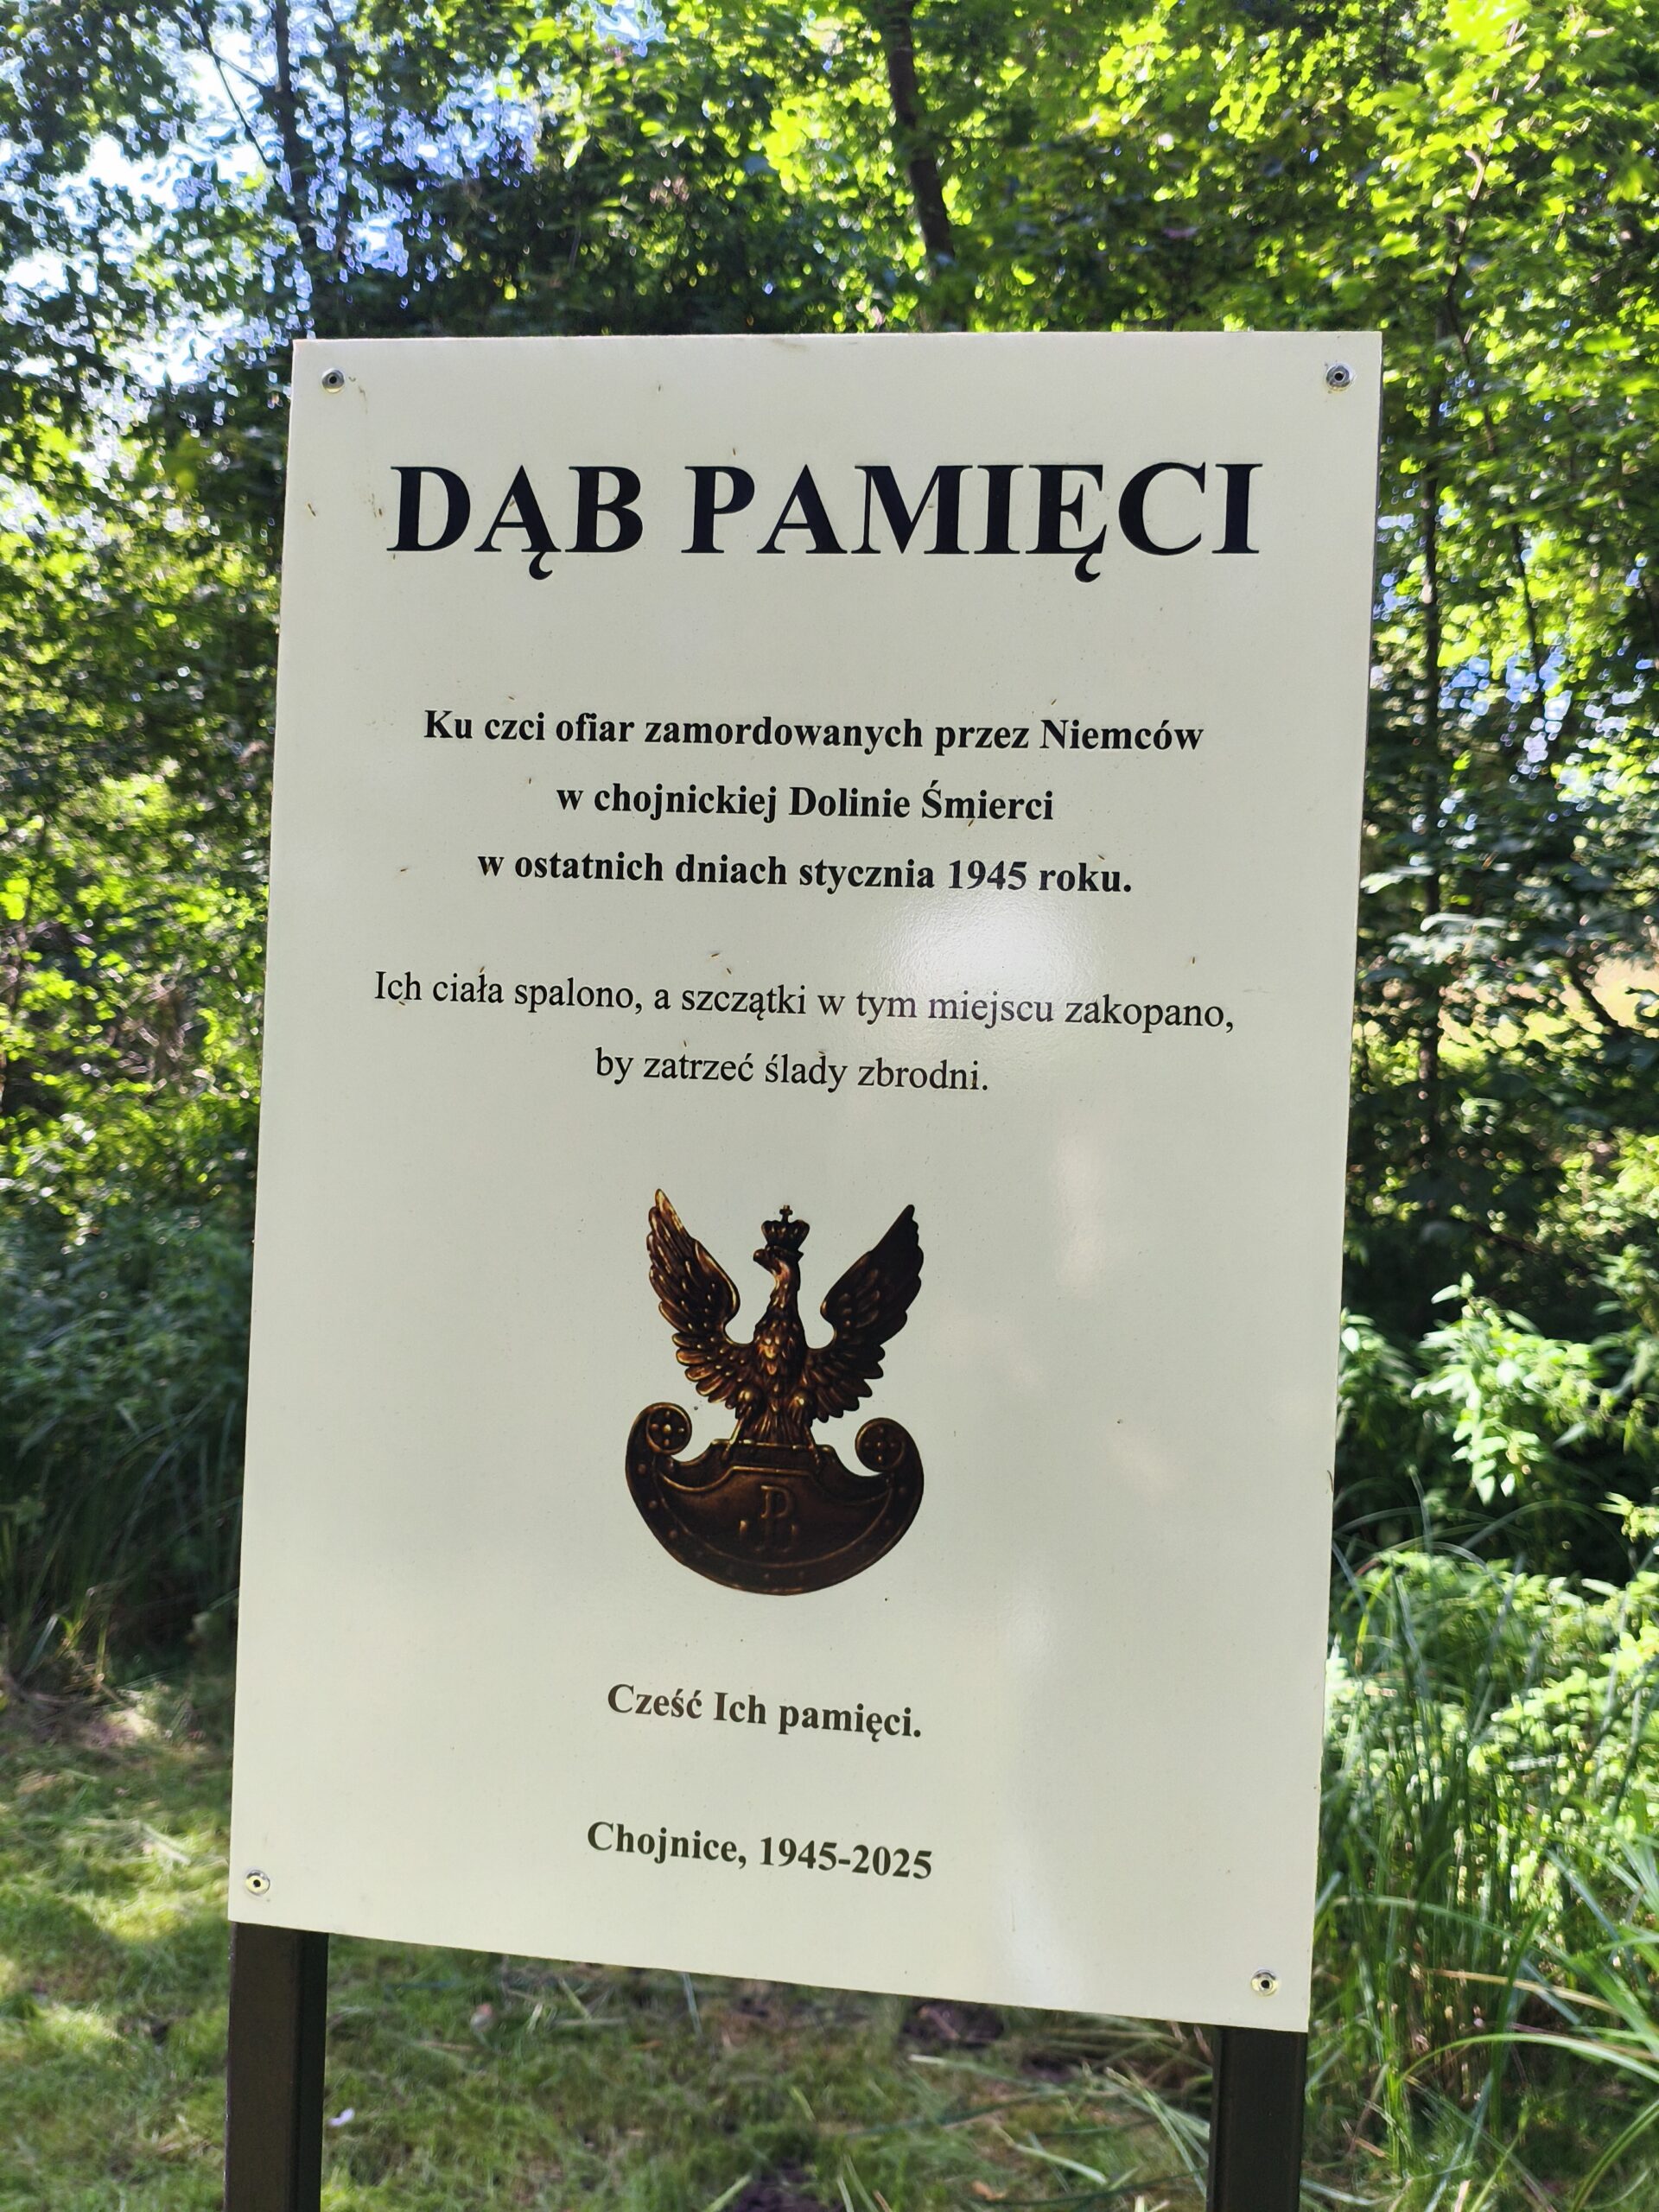 DĄB PAMIĘCI
Ku czci ofiar zamordowanych przez Niemców
w chojnickiej Dolinie Śmierci
w ostatnich dniach stycznia 1945 roku.
Ich ciała spalono, a szczątki w tym miejscu zakopano,
by zatrzeć ślady zbrodni.
Cześć Ich pamięci.
Chojnice, 1945-2025